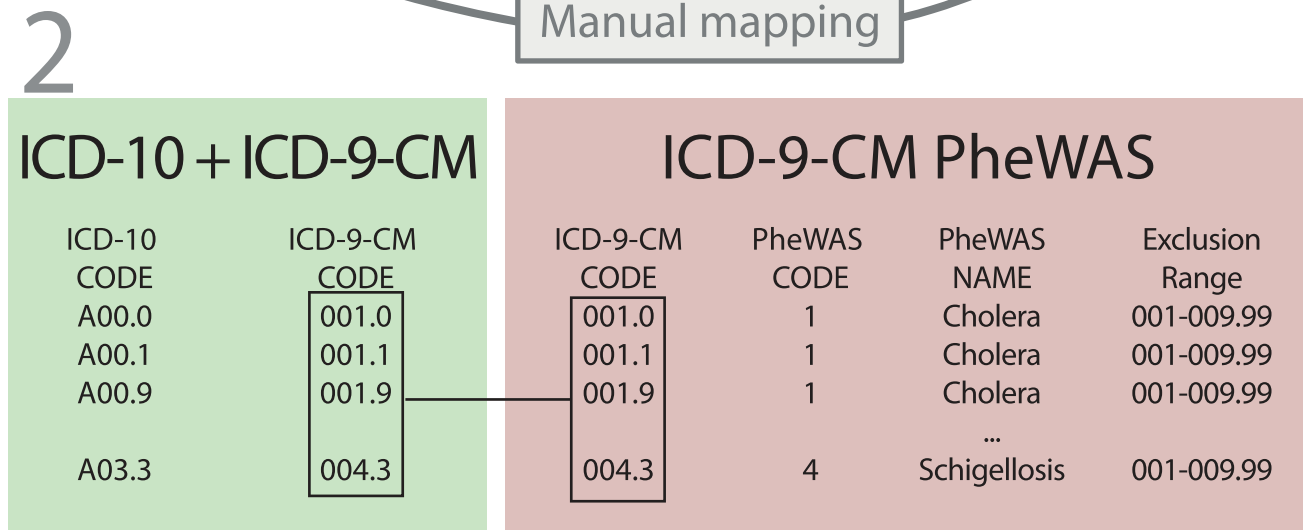 Manual mapping
2
ICD-10 + ICD-9-CM
ICD-10 ICD-9-CM
CODE CODE
A00.0 001.0
A00.1 001.1
A00.9 001.9
A03.3 004.3
ICD-9-CM PheWAS
ICD-9-CM PheWAS PheWAS Exclusion
CODE CODE NAME Range
001.0 1 Cholera 001-009.99
001.1 1 Cholera 001-009.99
001.9 1 Cholera 001-009.99
...
004.3 4 Schigellosis 001-009.99